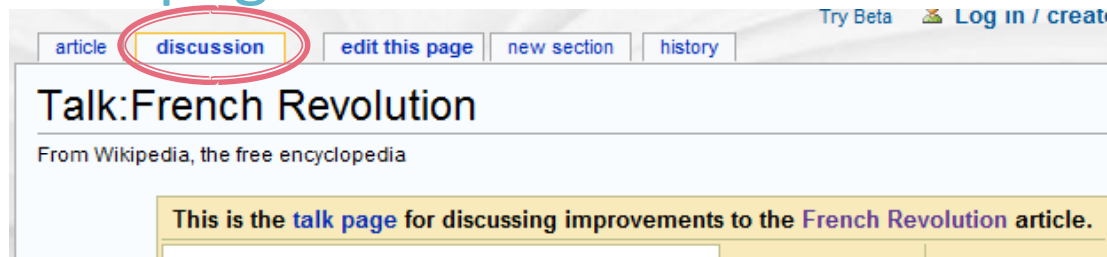 Try Beta Log in / create
article discussion edit this page new section history
Talk:French Revolution
From Wikipedia, the free encyclopedia
This is the talk page for discussing improvements to the French Revolution article.